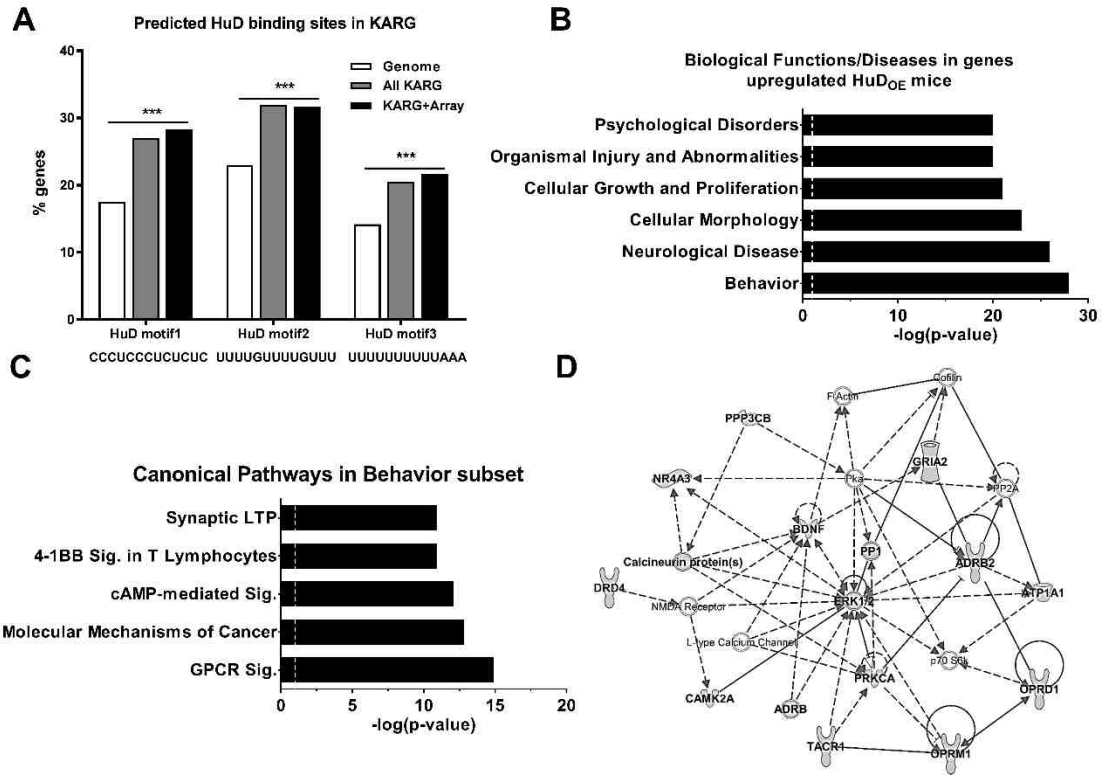 A
Predicted HuD binding sites in KARG
40
30
20
10
0
% genes
Genome
All KARG
KARG+Array
***
***
***
HuD motif1
HuD motif2
HuD motif3
CCCUCCCUCUCUC
UUUUGUUUUGUUU
UUUUUUUUUUAAA
B
Biological Functions/Diseases in genes
upregulated HuDOE mice
Psychological Disorders
Organismal Injury and Abnormalities
Cellular Growth and Proliferation
Cellular Morphology
Neurological Disease
Behavior
0
10
20
30
-log(p-value)
C
Canonical Pathways in Behavior subset
Synaptic LTP
4-1BB Sig. in T Lymphocytes
cAMP-mediated Sig.
Molecular Mechanisms of Cancer
GPCR Sig.
0
5
10
15
20
-log(p-value)
D
Cofilin
F-Actin
PPP3CB
GRIA2
NR4A3
Pka
PP2A
BDNF
PP1
Calcineurin protein(s)
ADRB2
DRD4
ERK1/2
ATP1A1
NMDA Receptor
L-type Calcium Channel
p70 S6k
PRKCA
OPRD1
CAMK2A
ADRB
TACR1
OPRM1